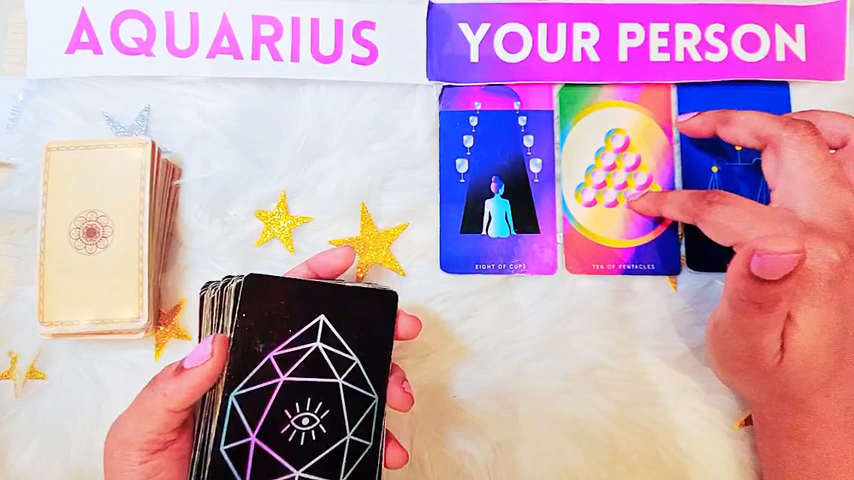 AQUARIUS
YOUR PERSON
EIGHT OF CUPS
TEN OF PENTACLES